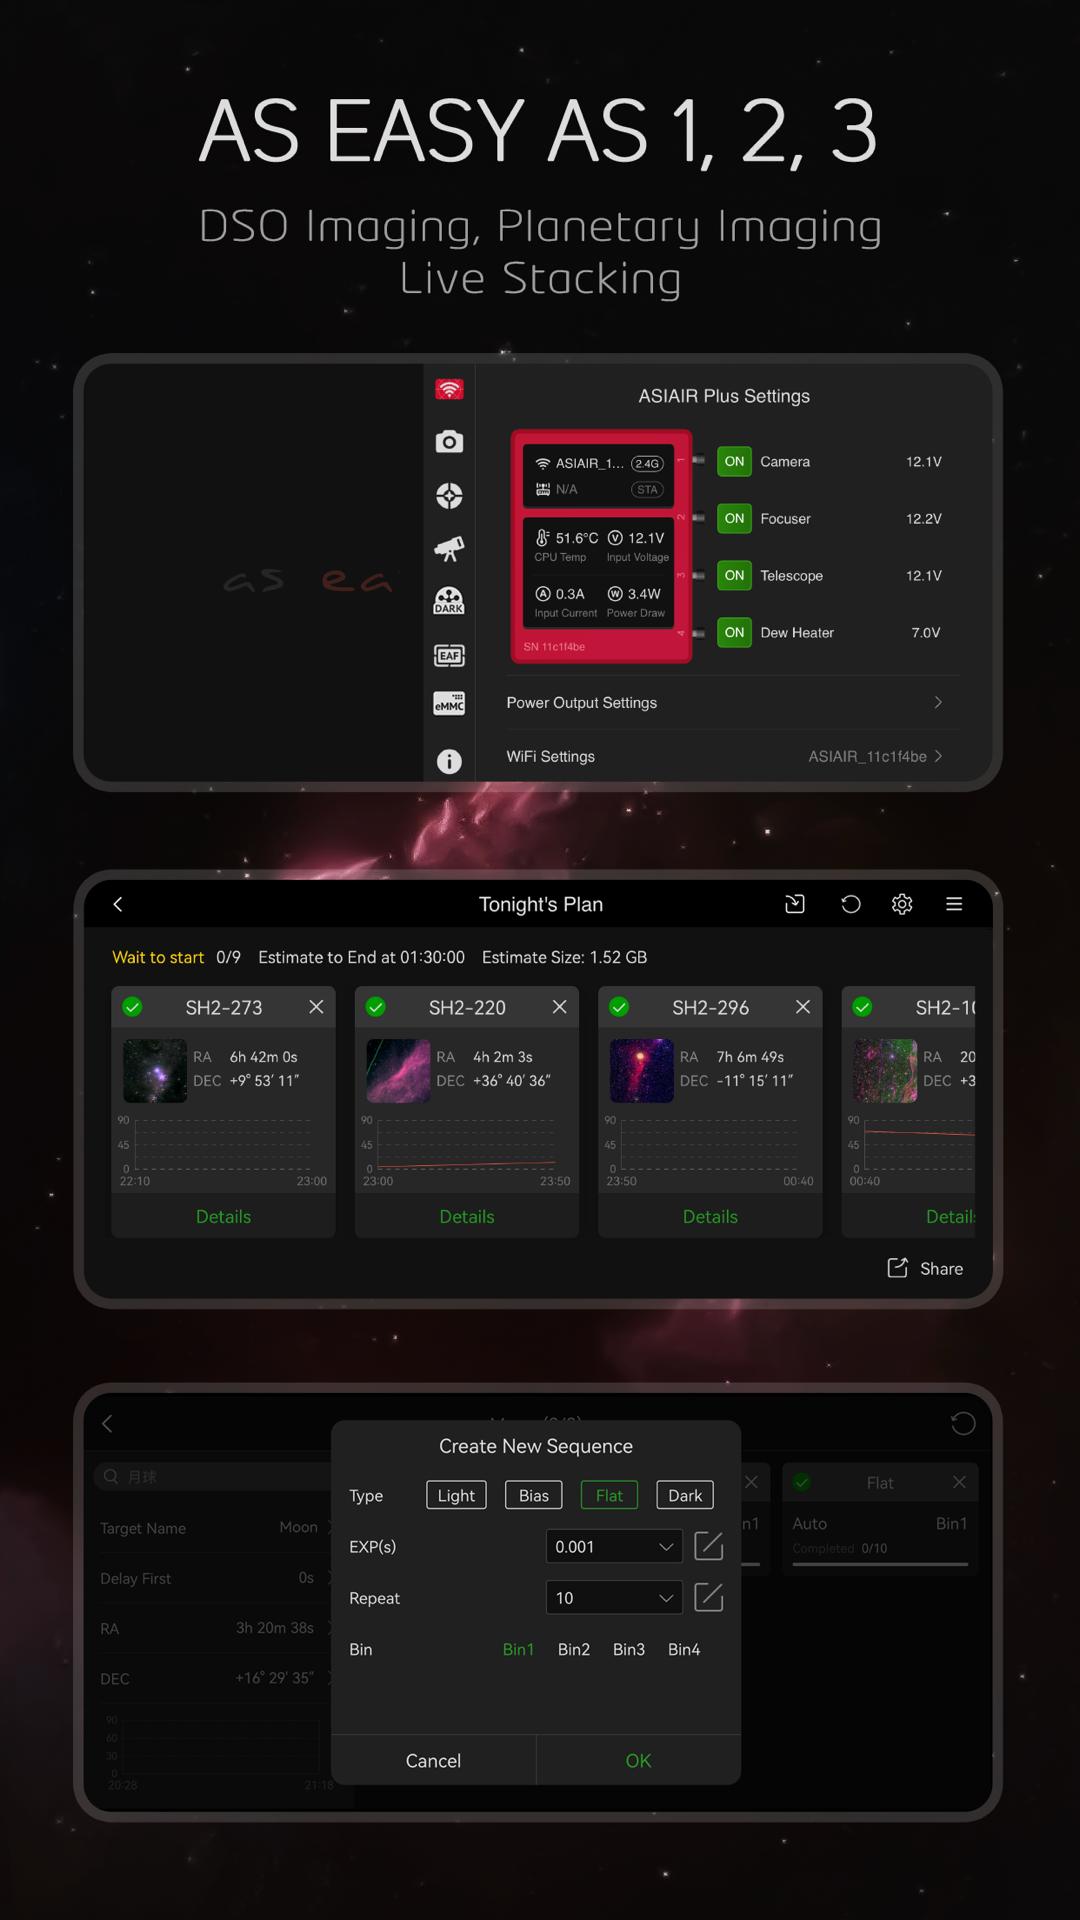 AS EASY AS 1, 2, 3
DSO Imaging, Planetary Imaging
Live Stacking
as ea
DARK
EAF
eMMC
ASIAIR Plus Settings
ASIAIR_1... 2.4G
N/A STA
51.6°C V 12.1V
CPU Temp Input Voltage
A 0.3A W 3.4W
Input Current Power Draw
SN 11c1f4be
1 ON Camera 12.1V
2 ON Focuser 12.2V
3 ON Telescope 12.1V
4 ON Dew Heater 7.0V
Power Output Settings
WiFi Settings ASIAIR_11c1f4be
Tonight's Plan
Wait to start 0/9 Estimate to End at 01:30:00 Estimate Size: 1.52 GB
SH2-273
RA 6h 42m 0s
DEC +9° 53′ 11″
90
45
0
22:10 23:00
Details
SH2-220
RA 4h 2m 3s
DEC +36° 40′ 36″
90
45
0
23:00 23:50
Details
SH2-296
RA 7h 6m 49s
DEC -11° 15′ 11″
90
45
0
23:50 00:40
Details
SH2-10
RA 20
DEC +3
90
45
0
00:40
Detail
Share
月球
Target Name Moon
Delay First 0s
RA 3h 20m 38s
DEC +16° 29′ 35″
90
60
30
0
20:28 21:18
Create New Sequence
Type Light Bias Flat Dark
EXP(s) 0.001
Repeat 10
Bin Bin1 Bin2 Bin3 Bin4
Cancel OK
n1
Flat
Auto Bin1
Completed 0/10